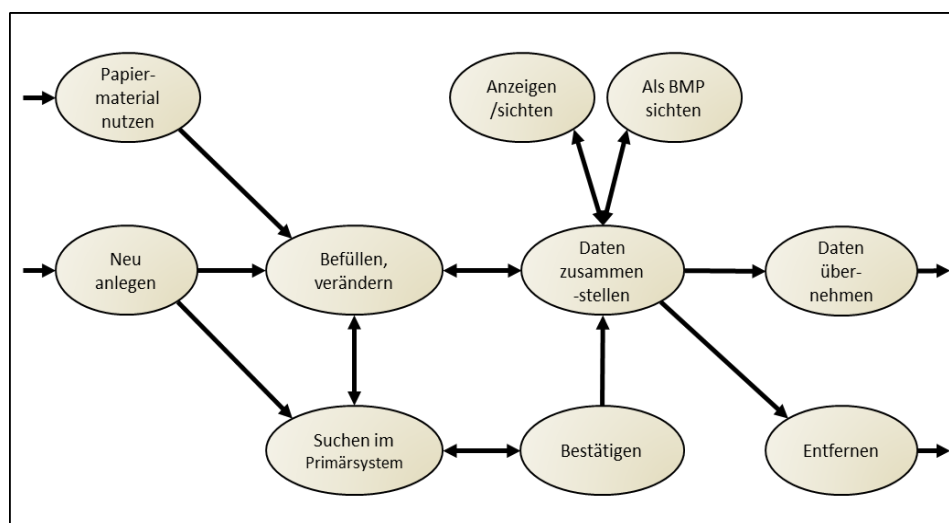 Papier-
material
nutzen
Anzeigen
/sichten
Als BMP
sichten
Neu
anlegen
Befüllen,
verändern
Daten
zusammen
-stellen
Daten
über-
nehmen
Suchen im
Primärsystem
Bestätigen
Entfernen